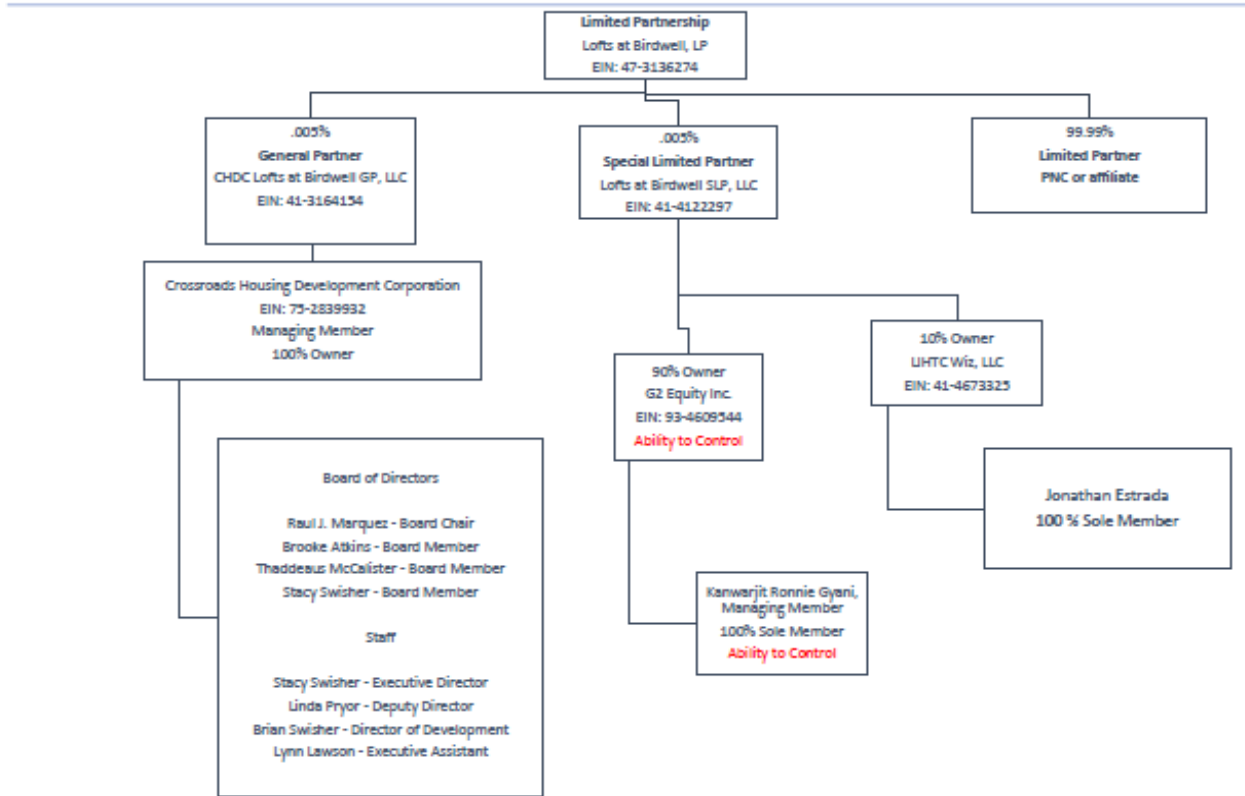 Limited Partnership
Lofts at Birdwell, LP
EIN: 47-3136274
.005%
General Partner
CHDC Lofts at Birdwell GP, LLC
EIN: 41-3164154
.005%
Special Limited Partner
Lofts at Birdwell SLP, LLC
EIN: 41-4122297
99.99%
Limited Partner
PNC or affiliate
Crossroads Housing Development Corporation
EIN: 75-2839932
Managing Member
100% Owner
90% Owner
G2 Equity Inc.
EIN: 93-4609544
Ability to Control
10% Owner
LIHTC Wiz, LLC
EIN: 41-4673325
Board of Directors
Raul J. Marquez - Board Chair
Brooke Atkins - Board Member
Thaddeaus McCalister - Board Member
Stacy Swisher - Board Member
Staff
Stacy Swisher - Executive Director
Linda Pryor - Deputy Director
Brian Swisher - Director of Development
Lynn Lawson - Executive Assistant
Kanwarjit Ronnie Gyani,
Managing Member
100% Sole Member
Ability to Control
Jonathan Estrada
100 % Sole Member